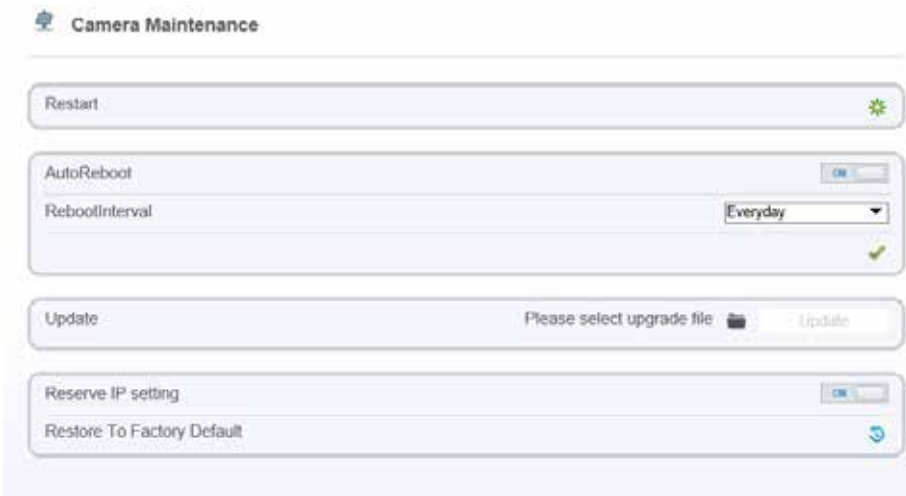 Camera Maintenance
Restart
AutoReboot ON
RebootInterval Everyday
Update Please select upgrade file Update
Reserve IP setting ON
Restore To Factory Default